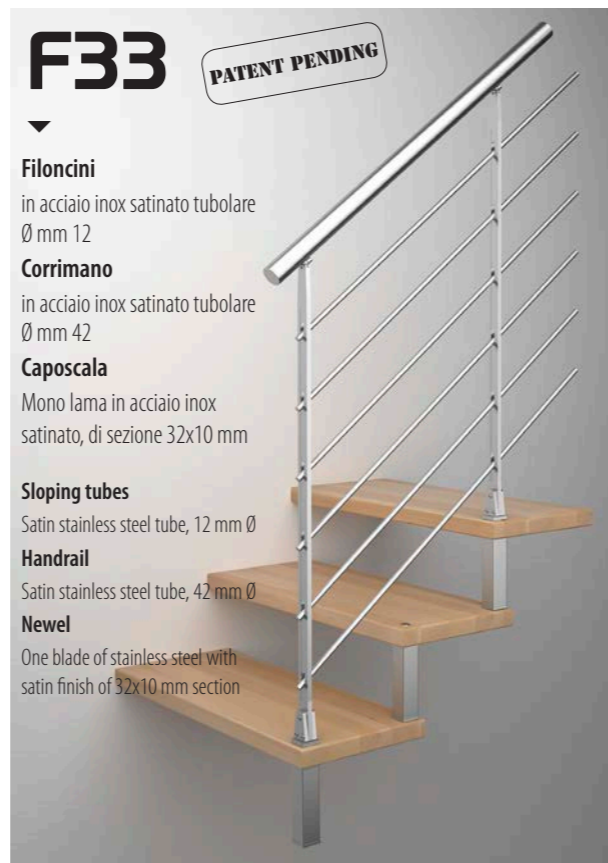 F33
PATENT PENDING
Filoncini
in acciaio inox satinato tubolare
Ø mm 12
Corrimano
in acciaio inox satinato tubolare
Ø mm 42
Caposcala
Mono lama in acciaio inox
satinato, di sezione 32x10 mm
Sloping tubes
Satin stainless steel tube, 12 mm Ø
Handrail
Satin stainless steel tube, 42 mm Ø
Newel
One blade of stainless steel with
satin finish of 32x10 mm section